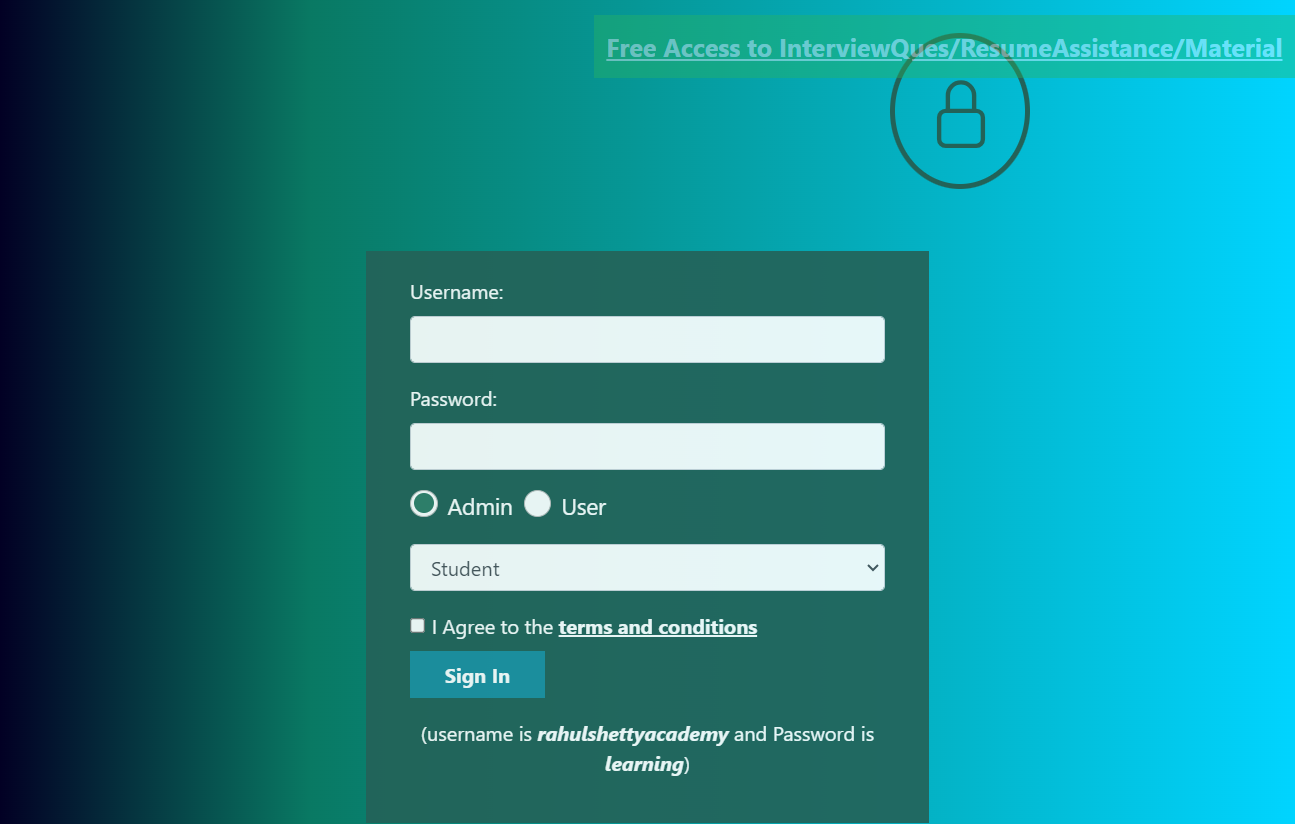 Free Access to InterviewQues/ResumeAssistance/Material
Username:
Password:
Admin User
Student
I Agree to the terms and conditions
Sign In
(username is rahulshettyacademy and Password is
learning)